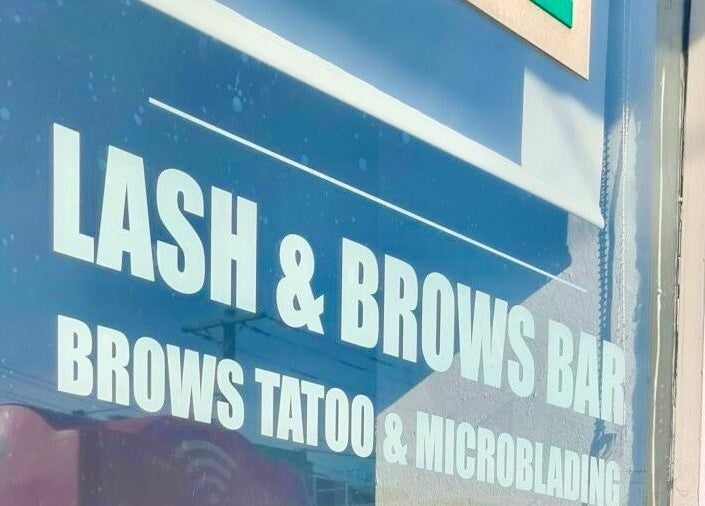 LASH & BROWS BAR
BROWS TATOO & MICROBLADING